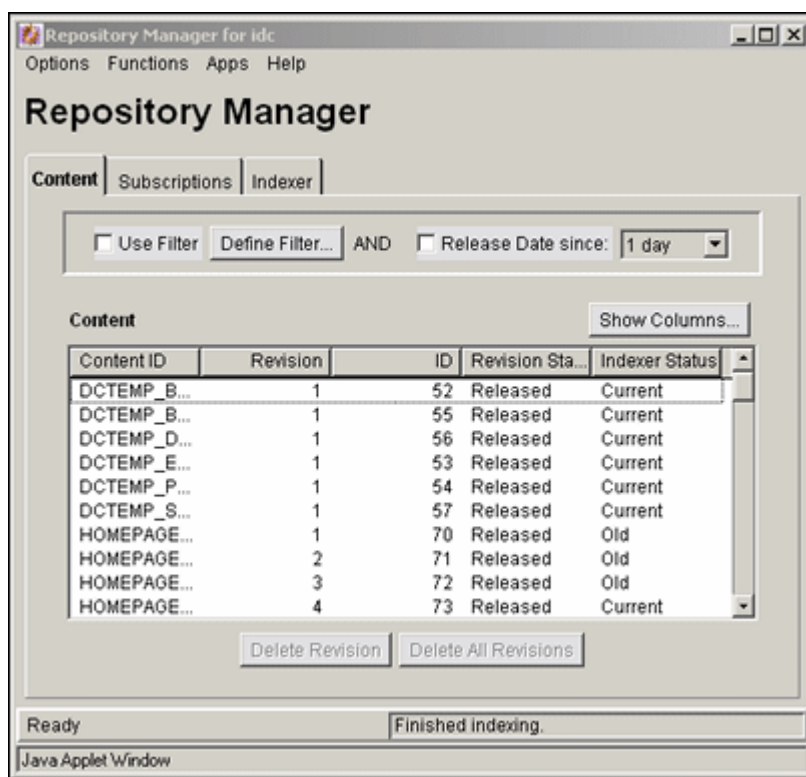 Repository Manager for idc
Options Functions Apps Help
Repository Manager
Content Subscriptions Indexer
Use Filter Define Filter... AND Release Date since: 1 day
Content Show Columns...
Content ID Revision ID Revision Sta... Indexer Status
DCTEMP_B... 1 52 Released Current
DCTEMP_B... 1 55 Released Current
DCTEMP_D... 1 56 Released Current
DCTEMP_E... 1 53 Released Current
DCTEMP_P... 1 54 Released Current
DCTEMP_S... 1 57 Released Current
HOMEPAGE... 1 70 Released Old
HOMEPAGE... 2 71 Released Old
HOMEPAGE... 3 72 Released Old
HOMEPAGE... 4 73 Released Current
Delete Revision Delete All Revisions
Ready Finished indexing.
Java Applet Window